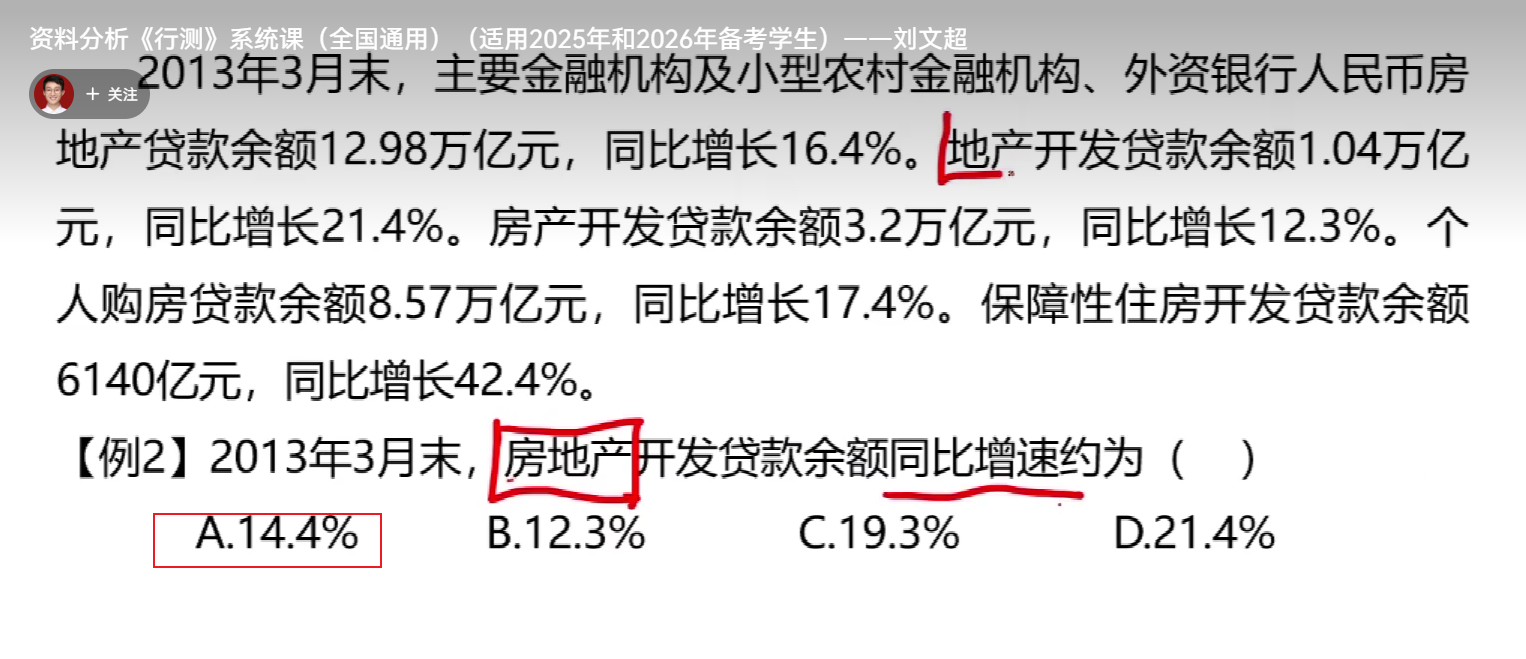 资料分析《行测》系统课（全国通用）（适用2025年和2026年备考学生）——刘文超
+ 关注
2013年3月末，主要金融机构及小型农村金融机构、外资银行人民币房
地产贷款余额12.98万亿元，同比增长16.4%。地产开发贷款余额1.04万亿
元，同比增长21.4%。房产开发贷款余额3.2万亿元，同比增长12.3%。个
人购房贷款余额8.57万亿元，同比增长17.4%。保障性住房开发贷款余额
6140亿元，同比增长42.4%。
【例2】2013年3月末，房地产开发贷款余额同比增速约为（ ）
A.14.4% B.12.3% C.19.3% D.21.4%